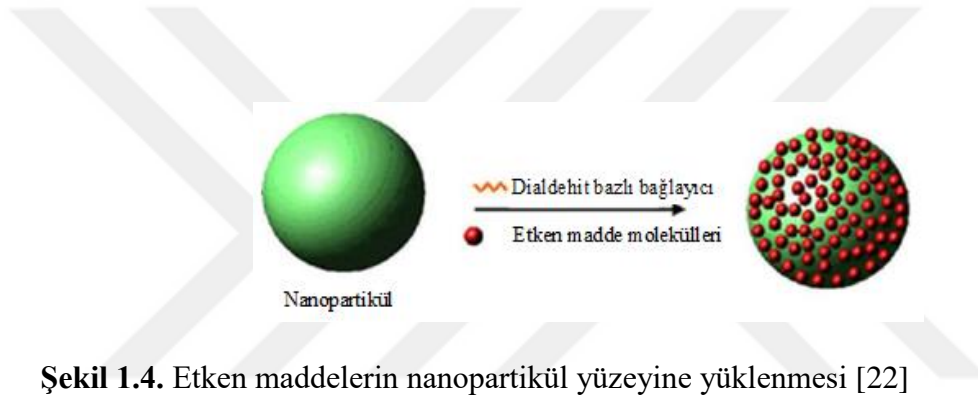 Dialdehit bazlı bağlayıcı
Etken madde molekülleri
Nanopartikül
Şekil 1.4. Etken maddelerin nanopartikül yüzeyine yüklenmesi [22]